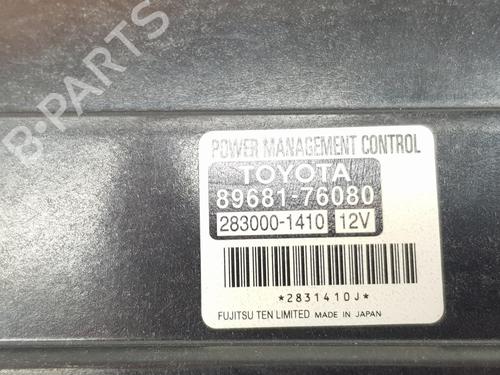 B-PARTS
POWER MANAGEMENT CONTROL
TOYOTA
89681-76080
283000-1410 12V
*2831410J*
FUJITSU TEN LIMITED MADE IN JAPAN